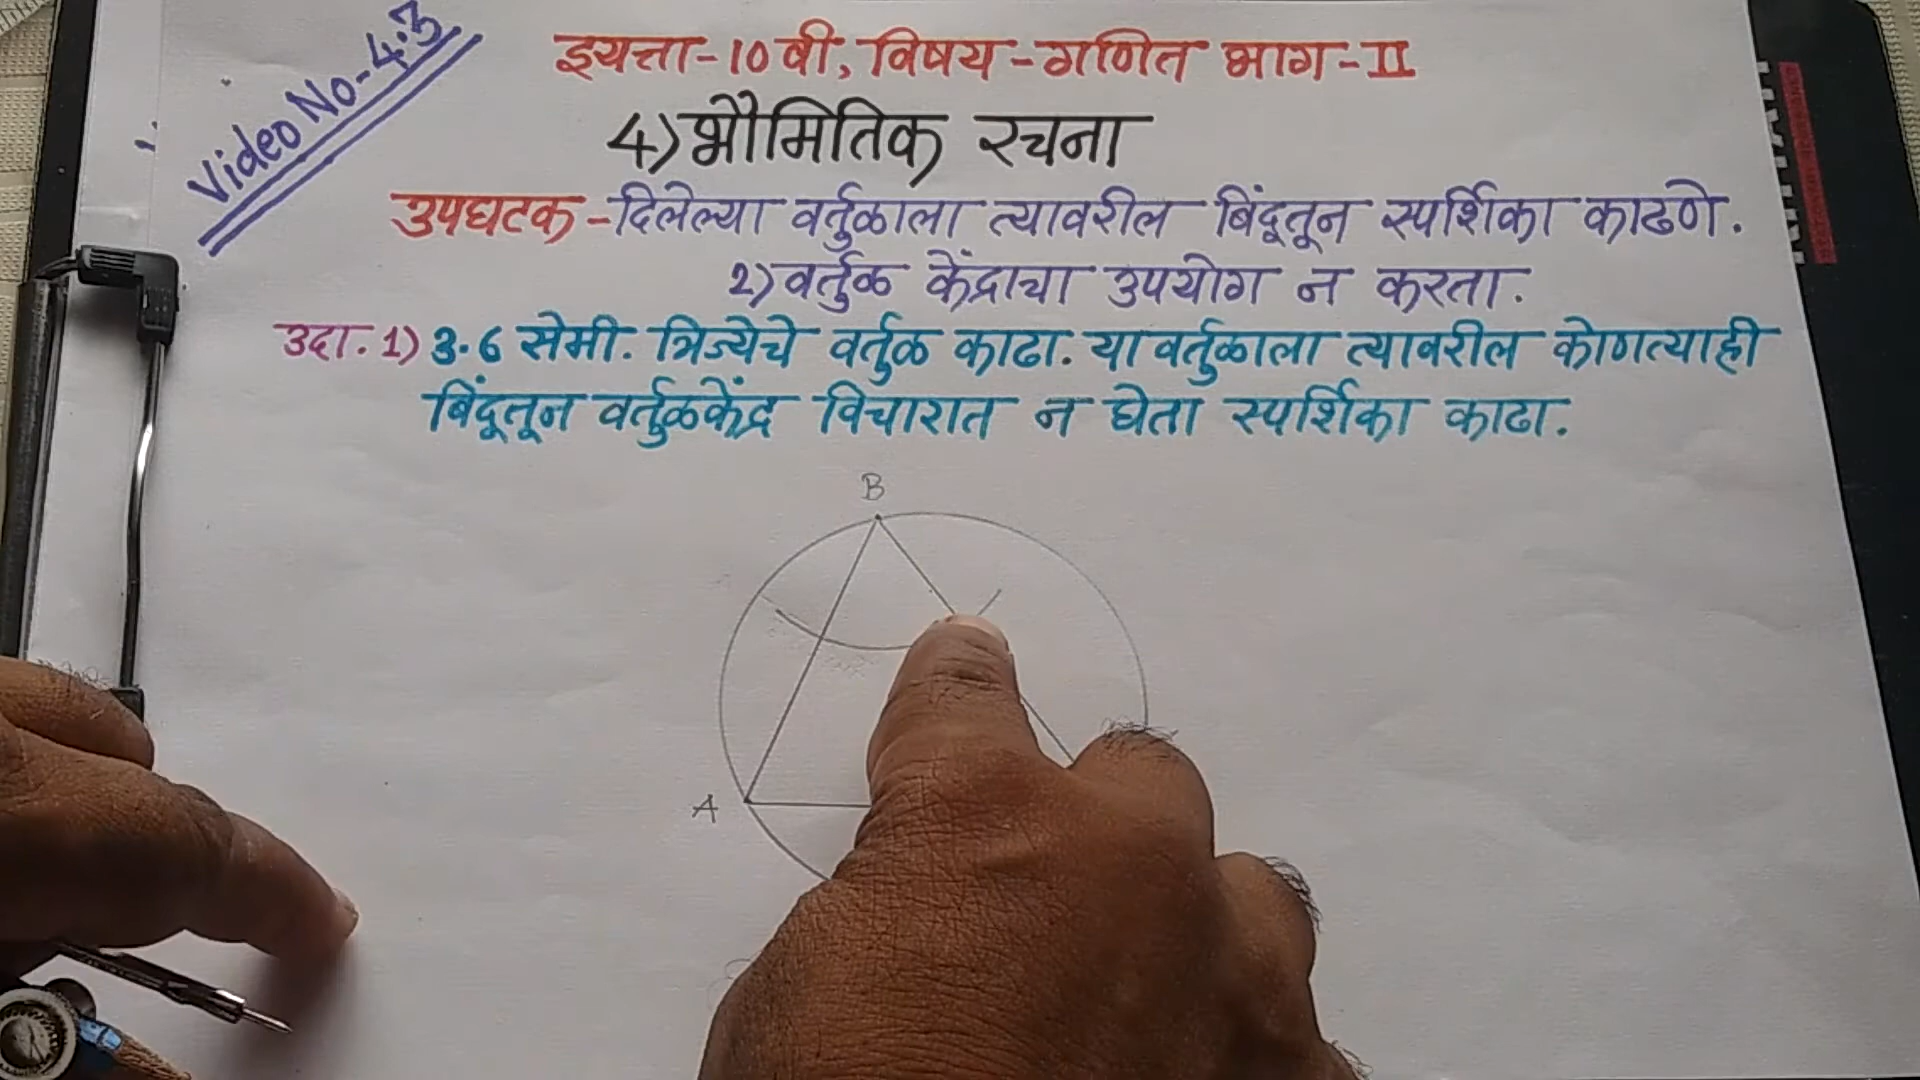 Video No-4.3
इयत्ता-10वी, विषय-गणित भाग-II
4) भौमितिक रचना
उपघटक-दिलेल्या वर्तुळाला त्यावरील बिंदूतून स्पर्शिका काढणे.
2) वर्तुळ केंद्राचा उपयोग न करता.
उदा. 1) 3.6 सेमी. त्रिज्येचे वर्तुळ काढा. या वर्तुळाला त्यावरील कोणत्याही
बिंदूतून वर्तुळकेंद्र विचारात न घेता स्पर्शिका काढा.
B
A